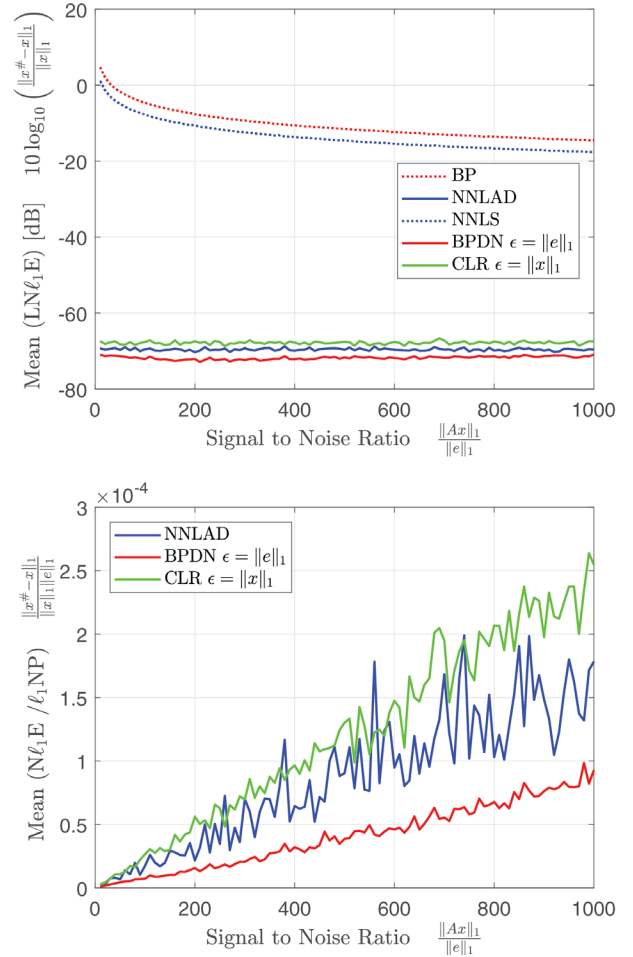 0
-20
-40
-60
-80
0 200 400 600 800 1000
Mean (LNℓ₁E) [dB] 10 log₁₀ (‖x^# − x‖₁ / ‖x‖₁)
Signal to Noise Ratio ‖Ax‖₁ / ‖e‖₁
BP
NNLAD
NNLS
BPDN ϵ = ‖e‖₁
CLR ϵ = ‖x‖₁
×10⁻⁴
3
2.5
2
1.5
1
0.5
0
0 200 400 600 800 1000
Mean (Nℓ₁E /ℓ₁NP) ‖x^# − x‖₁ / ‖x‖₁‖e‖₁
Signal to Noise Ratio ‖Ax‖₁ / ‖e‖₁
NNLAD
BPDN ϵ = ‖e‖₁
CLR ϵ = ‖x‖₁